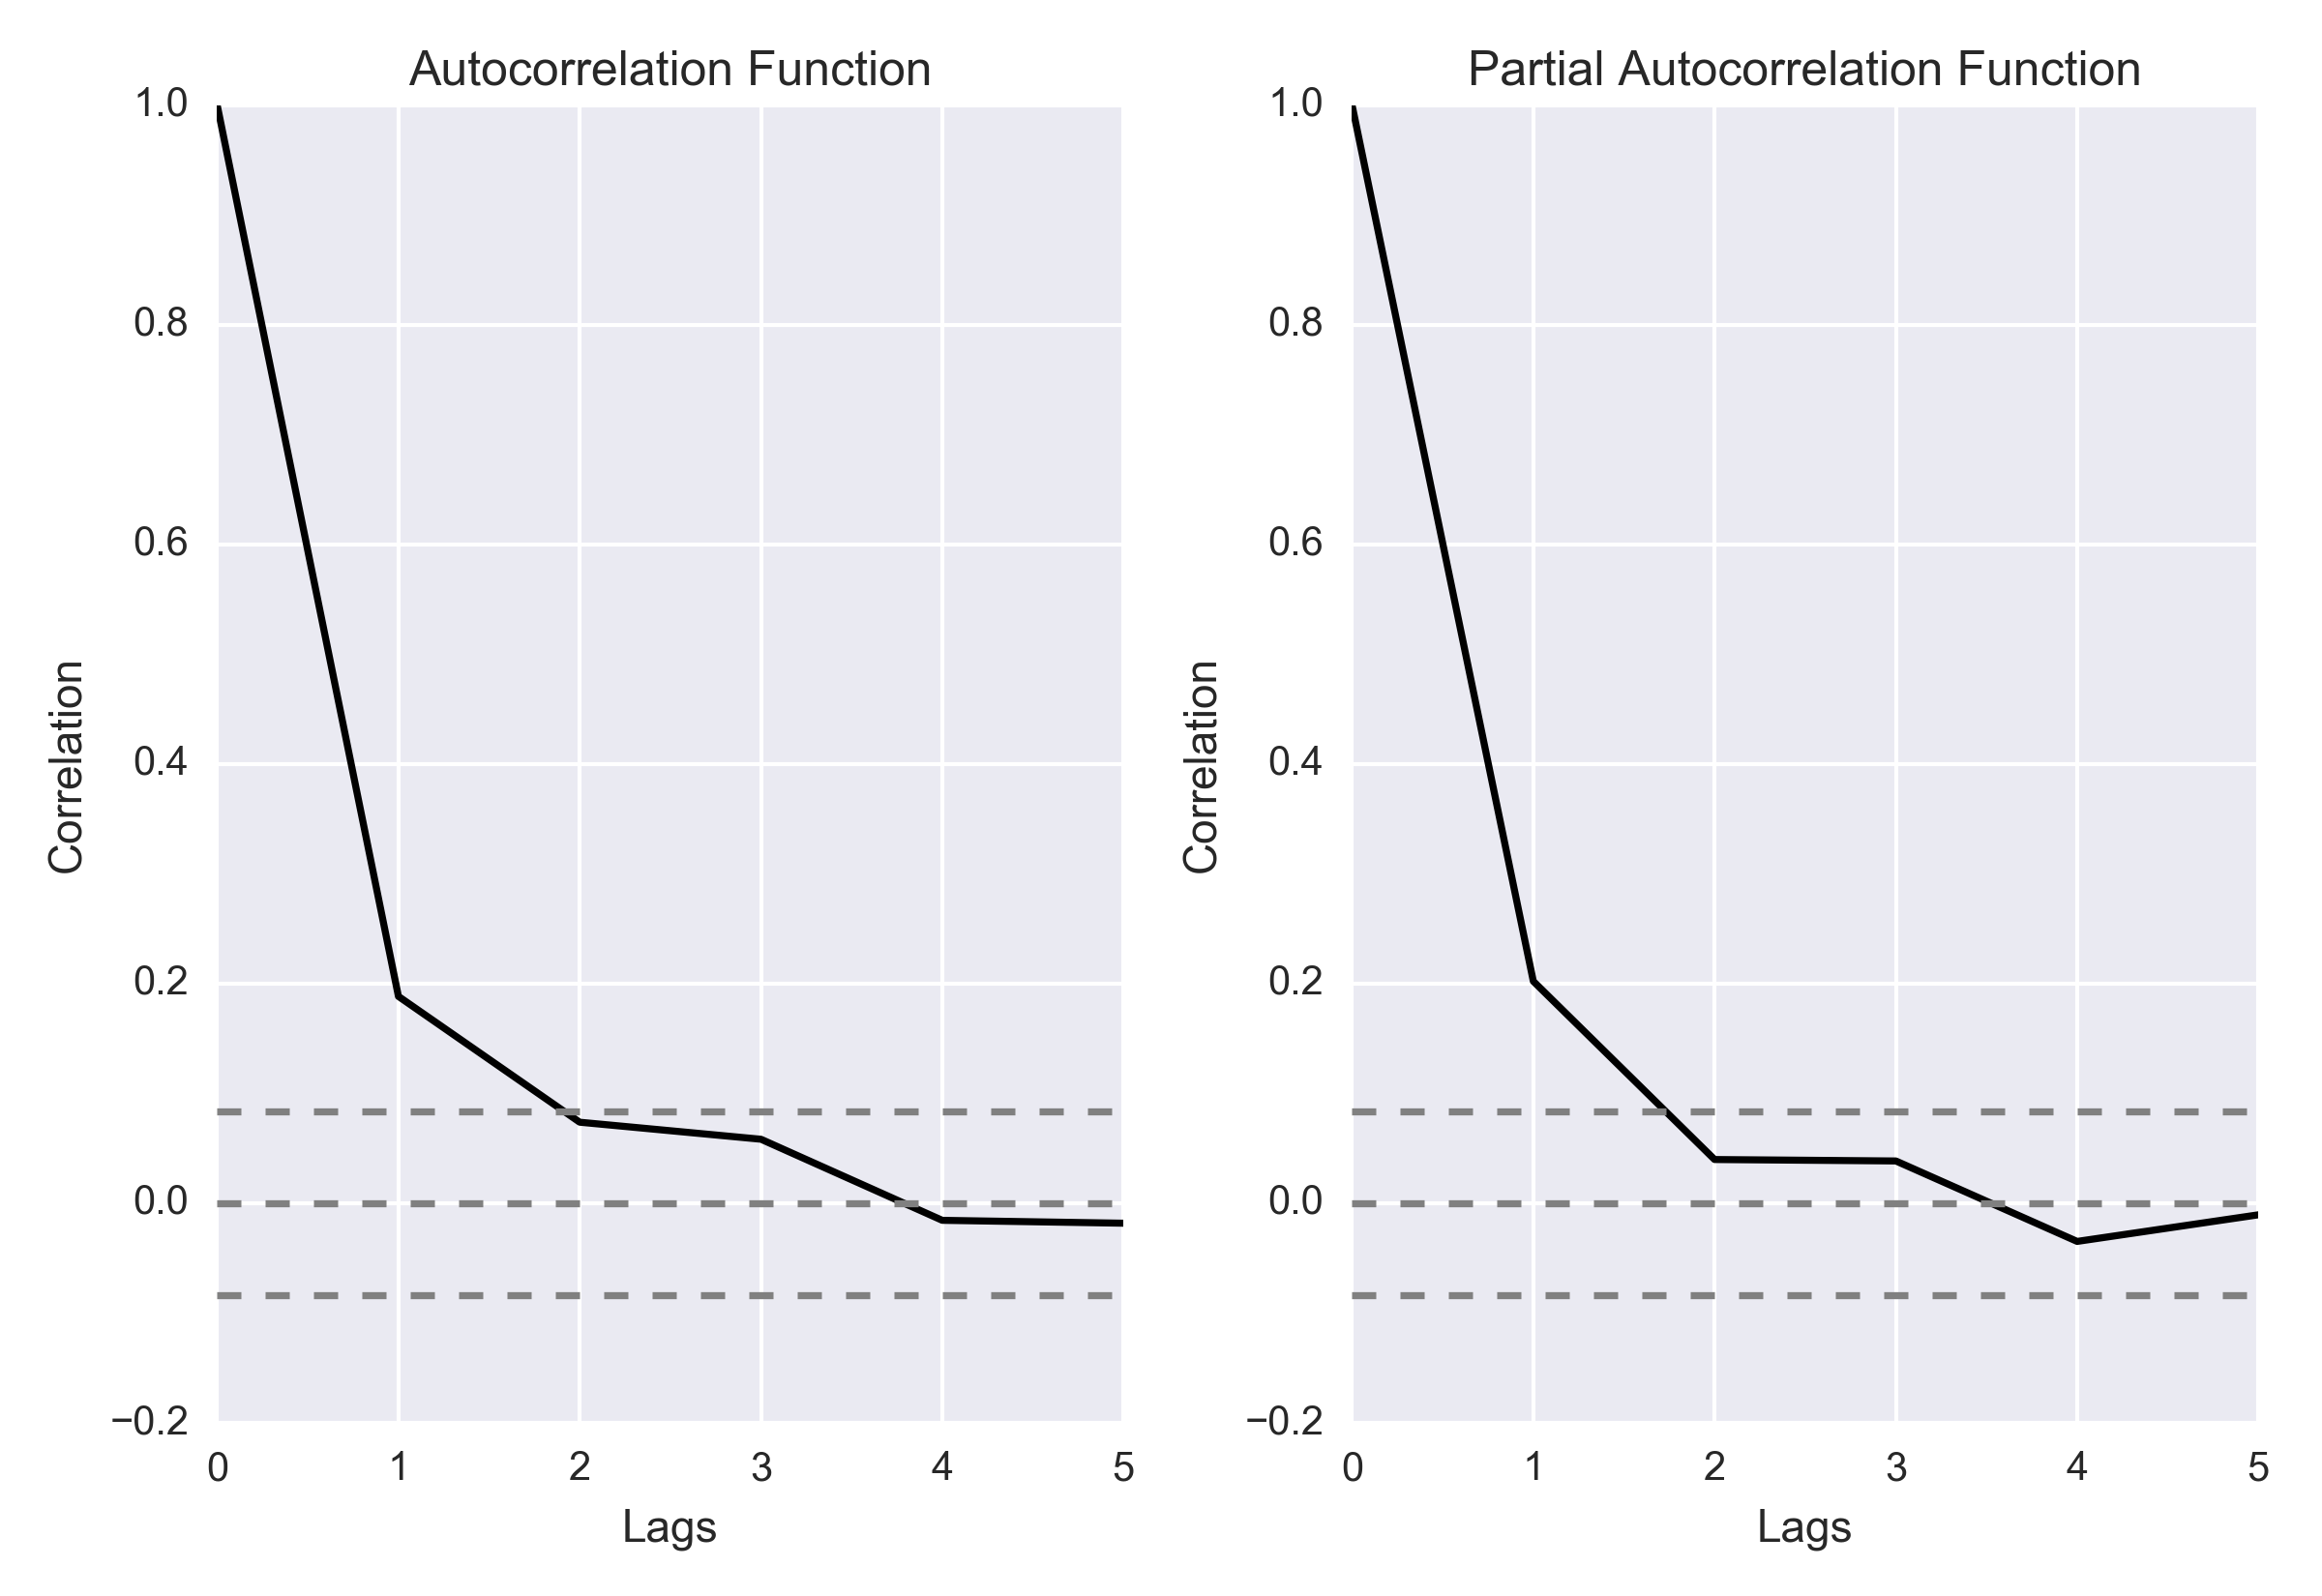 Autocorrelation Function
1.0
0.8
0.6
0.4
0.2
0.0
−0.2
Correlation
0 1 2 3 4 5
Lags
Partial Autocorrelation Function
1.0
0.8
0.6
0.4
0.2
0.0
−0.2
Correlation
0 1 2 3 4 5
Lags